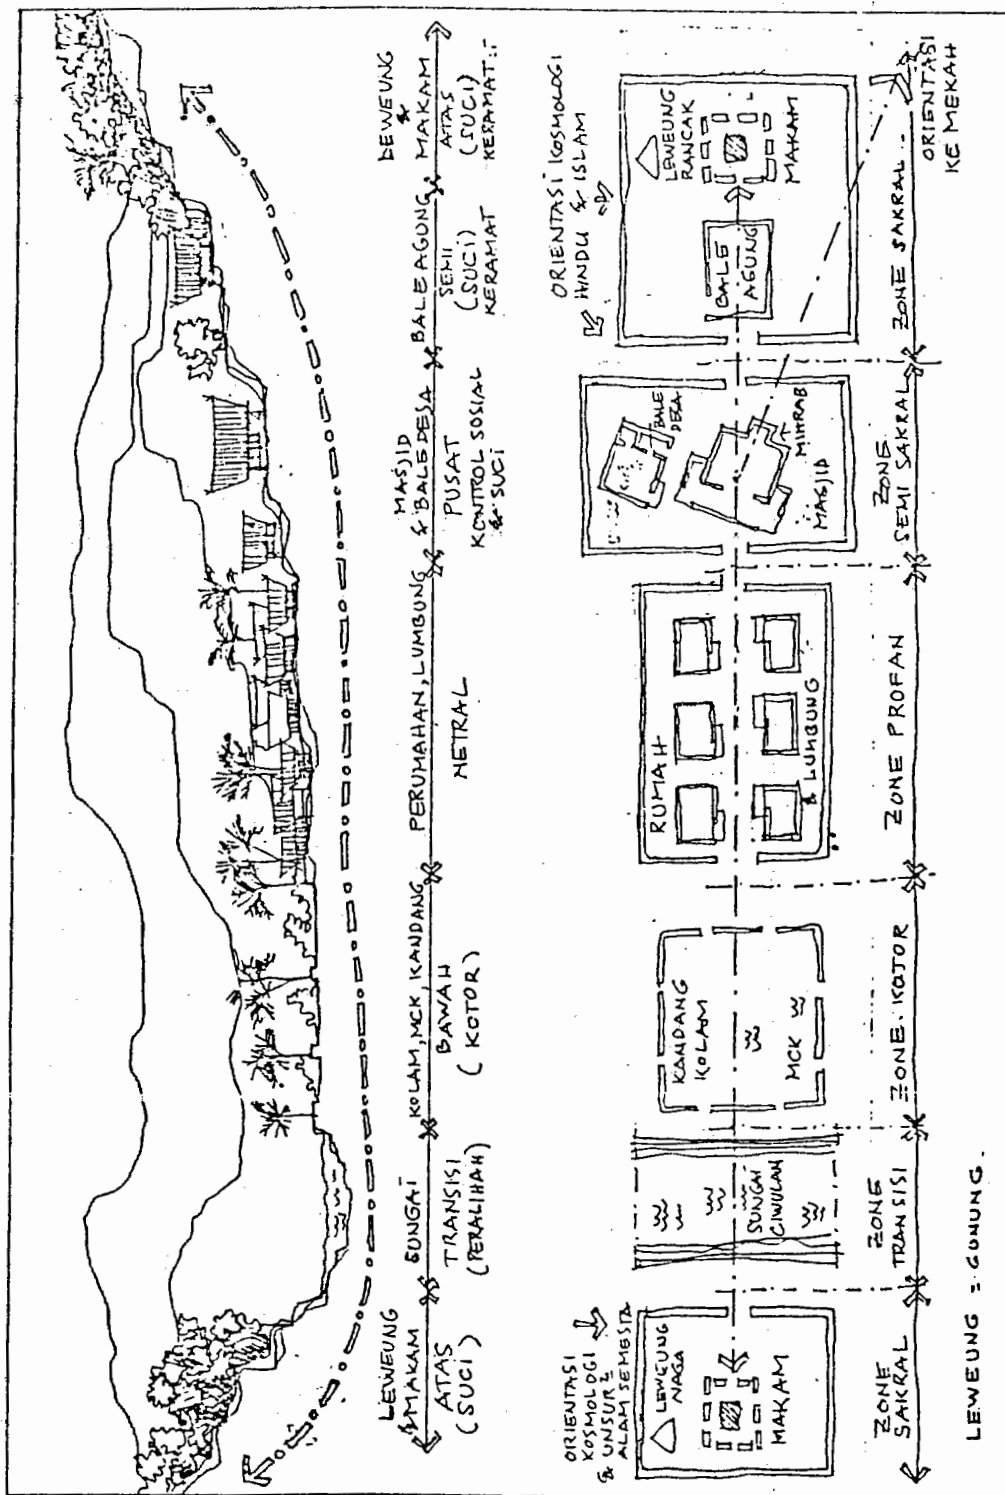 LEWEUNG
& MAKAM
ATAS
(SUCI)
SUNGAI
TRANSISI
(PERALIHAN)
KOLAM, MCK, KANDANG
BAWAH
(KOTOR)
PERUMAHAN, LUMBUNG
NETRAL
MASJID
& BALE DESA
PUSAT
KONTROL SOSIAL
& SUCI
BALE AGUNG
SEMI
(SUCI)
KERAMAT
DEWEUNG
&
MAKAM
ATAS
(SUCI)
KERAMAT
ORIENTASI
KOSMOLOGI
& UNSUR2
ALAM SEMESTA
LEWEUNG
NAGA
MAKAM
SUNGAI
CIWULAN
KANDANG
KOLAM
MCK
RUMAH
& LUMBUNG
BALE
DESA
MIHRAB
MASJID
ORIENTASI KOSMOLOGI
HINDU & ISLAM
BALE
AGUNG
LEWEUNG
RANCAK
MAKAM
ZONE
SAKRAL
ZONE
TRANSISI
ZONE KOTOR
ZONE PROFAN
ZONE
SEMI SAKRAL
ZONE SAKRAL
ORIENTASI
KE MEKAH
LEWEUNG = GUNUNG.